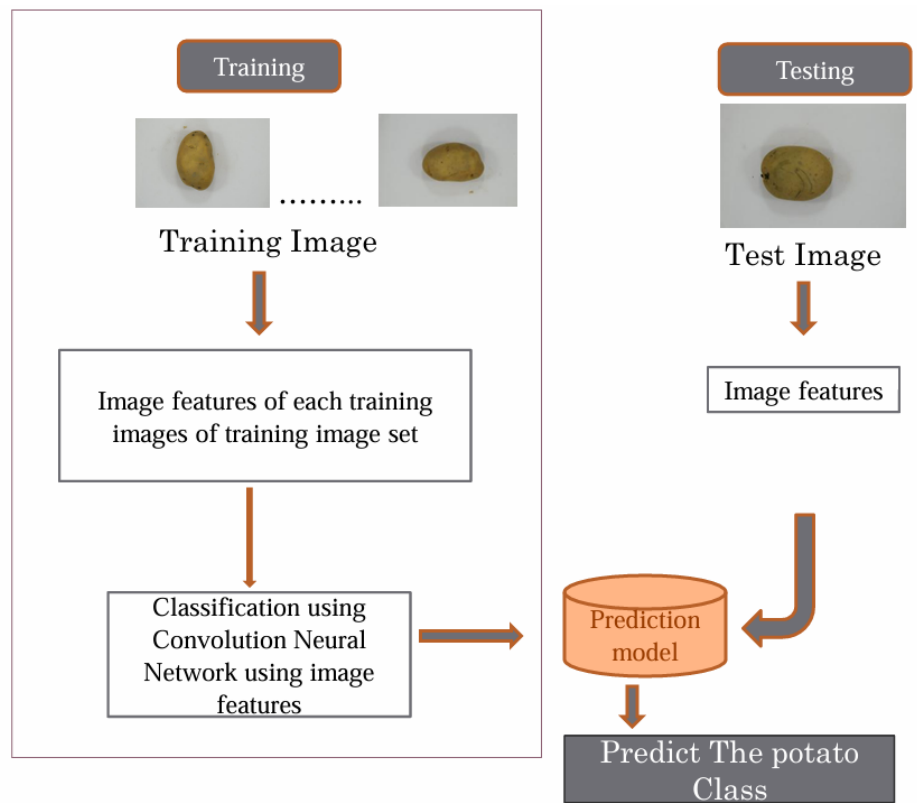 Training
.........
Training Image
Image features of each training
images of training image set
Classification using
Convolution Neural
Network using image
features
Testing
Test Image
Image features
Prediction
model
Predict The potato
Class